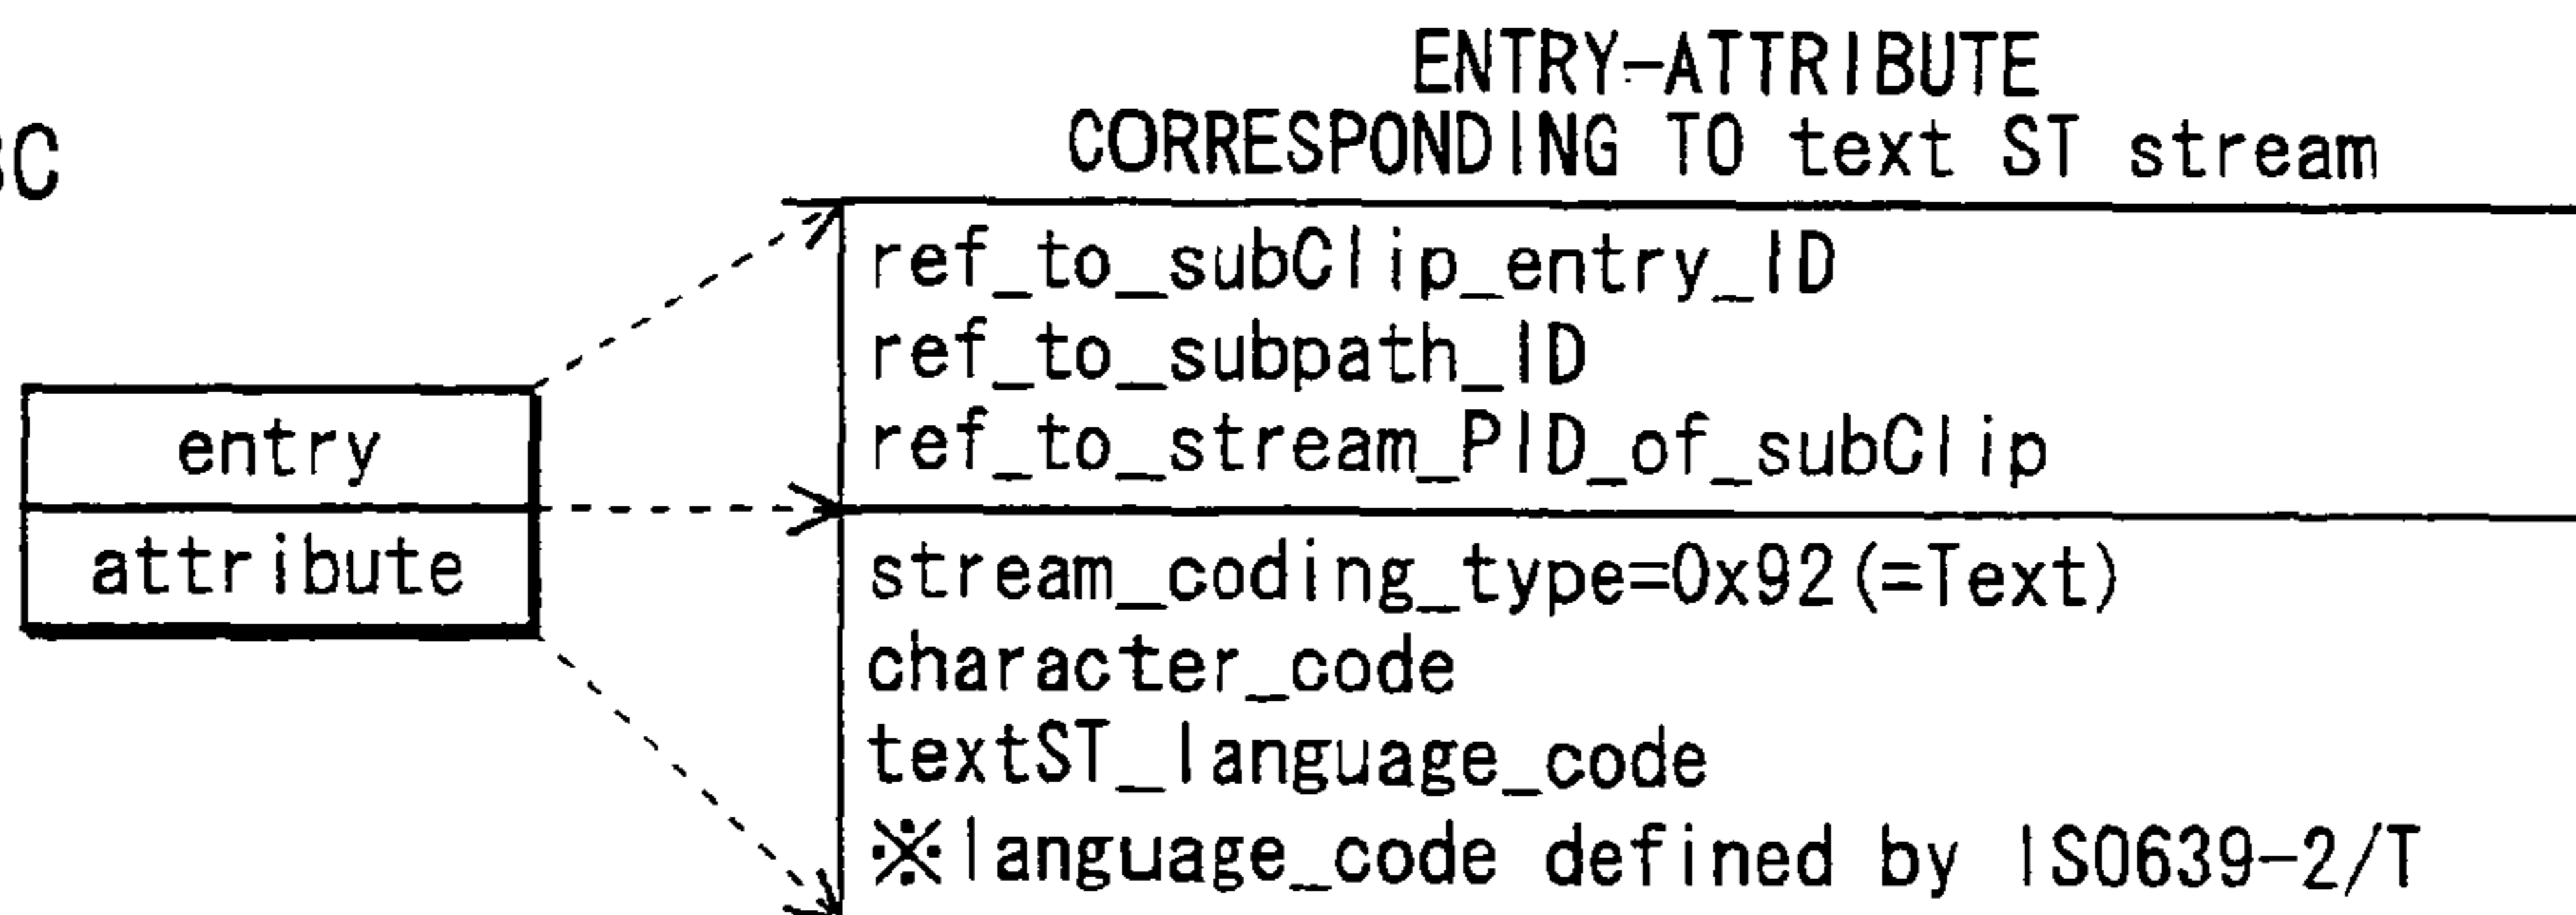 ENTRY-ATTRIBUTE
CORRESPONDING TO text ST stream
ref_to_subClip_entry_ID
ref_to_subpath_ID
ref_to_stream_PID_of_subClip
entry
attribute
stream_coding_type=0x92(=Text)
character_code
textST_language_code
※language_code defined by ISO639-2/T